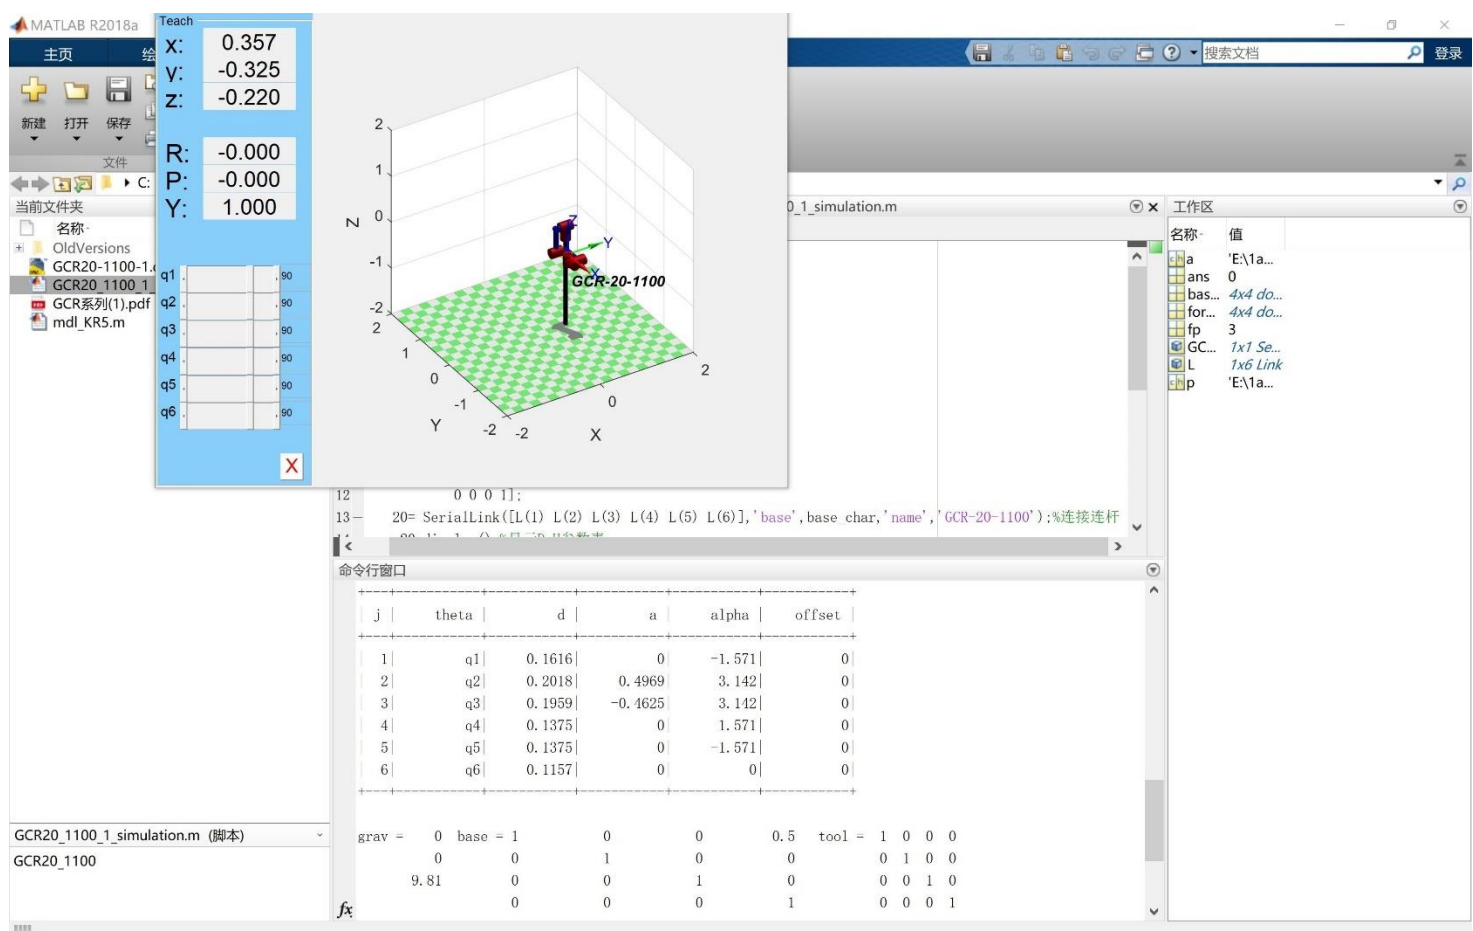 MATLAB R2018a
Teach
主页
绘
搜索文档
登录
x: 0.357
y: -0.325
z: -0.220
R: -0.000
P: -0.000
Y: 1.000
新建 打开 保存
文件
C:
当前文件夹
名称
OldVersions
GCR20-1100-1.
GCR20_1100_1_
GCR系列(1).pdf
mdl_KR5.m
q1 90
q2 90
q3 90
q4 90
q5 90
q6 90
X
2
1
0
-1
-2
Z
2
1
0
-1
-2
Y
-2
0
2
X
Z
Y
X
GCR-20-1100
0_1_simulation.m
工作区
名称 值
a 'E:\1a...
ans 0
bas... 4x4 do...
for... 4x4 do...
fp 3
GC... 1x1 Se...
L 1x6 Link
p 'E:\1a...
12 0 0 0 1];
13 20= SerialLink([L(1) L(2) L(3) L(4) L(5) L(6)],'base',base_char,'name','GCR-20-1100');%连接连杆
命令行窗口
j | theta | d | a | alpha | offset |
1| q1| 0.1616| 0| -1.571| 0|
2| q2| 0.2018| 0.4969| 3.142| 0|
3| q3| 0.1959| -0.4625| 3.142| 0|
4| q4| 0.1375| 0| 1.571| 0|
5| q5| 0.1375| 0| -1.571| 0|
6| q6| 0.1157| 0| 0| 0|
grav = 0 base = 1 0 0 0.5 tool = 1 0 0 0
0 0 1 0 0 0 1 0 0
9.81 0 0 1 0 0 0 1 0
0 0 0 1 0 0 0 1
fx
GCR20_1100_1_simulation.m (脚本)
GCR20_1100